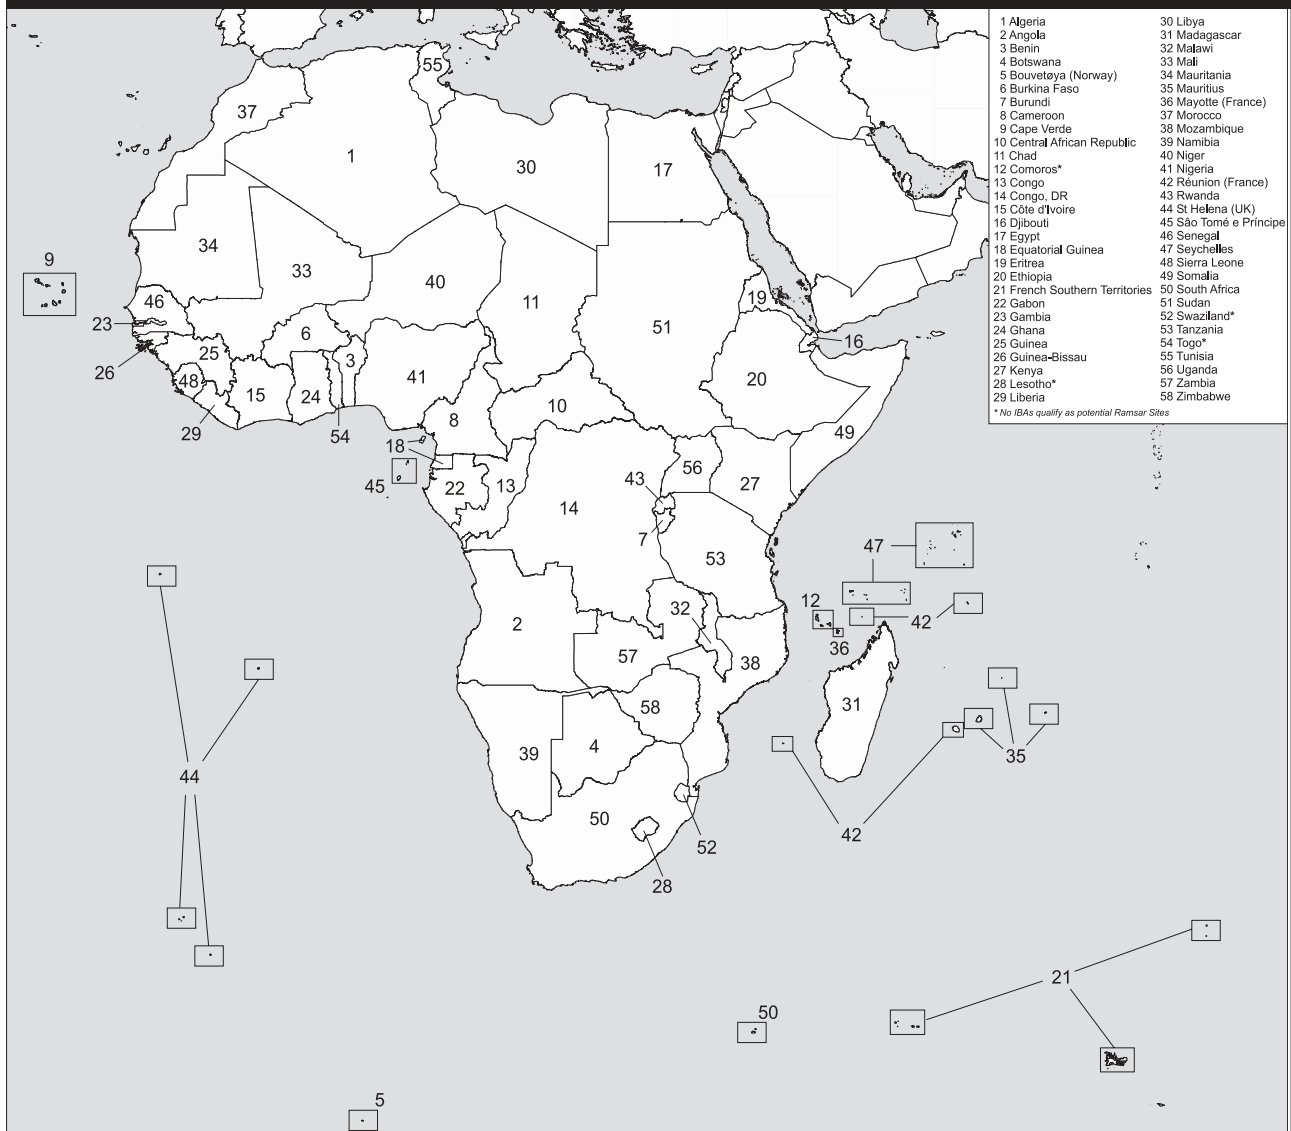 1 Algeria
2 Angola
3 Benin
4 Botswana
5 Bouvetøya (Norway)
6 Burkina Faso
7 Burundi
8 Cameroon
9 Cape Verde
10 Central African Republic
11 Chad
12 Comoros*
13 Congo
14 Congo, DR
15 Côte d'Ivoire
16 Djibouti
17 Egypt
18 Equatorial Guinea
19 Eritrea
20 Ethiopia
21 French Southern Territories
22 Gabon
23 Gambia
24 Ghana
25 Guinea
26 Guinea-Bissau
27 Kenya
28 Lesotho*
29 Liberia
30 Libya
31 Madagascar
32 Malawi
33 Mali
34 Mauritania
35 Mauritius
36 Mayotte (France)
37 Morocco
38 Mozambique
39 Namibia
40 Niger
41 Nigeria
42 Réunion (France)
43 Rwanda
44 St Helena (UK)
45 São Tomé e Príncipe
46 Senegal
47 Seychelles
48 Sierra Leone
49 Somalia
50 South Africa
51 Sudan
52 Swaziland*
53 Tanzania
54 Togo*
55 Tunisia
56 Uganda
57 Zambia
58 Zimbabwe
* No IBAs qualify as potential Ramsar Sites
55
37
1
30
17
34
9
33
40
46
11
19
23
6
51
16
25
3
26
48
41
20
15
24
10
29
8
49
54
18
56
45
22
13
43
27
14
7
47
53
12
32
2
42
36
57
38
31
58
39
4
35
44
50
42
52
28
21
50
5